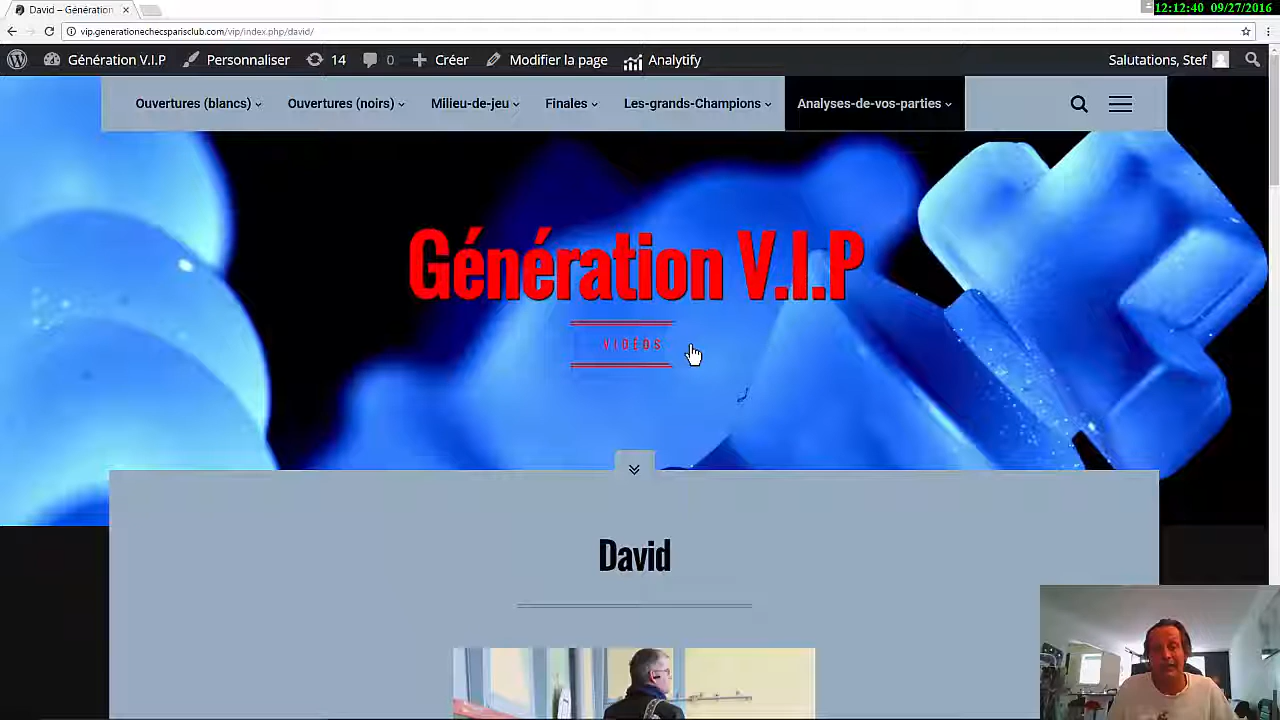 David – Génération
12:12:40 09/27/2016
vip.generationechecsparisclub.com/vip/index.php/david/
Génération V.I.P
Personnaliser
14
0
Créer
Modifier la page
Analytify
Salutations, Stef
Ouvertures (blancs)
Ouvertures (noirs)
Milieu-de-jeu
Finales
Les-grands-Champions
Analyses-de-vos-parties
Génération V.I.P
VIDÉOS
David